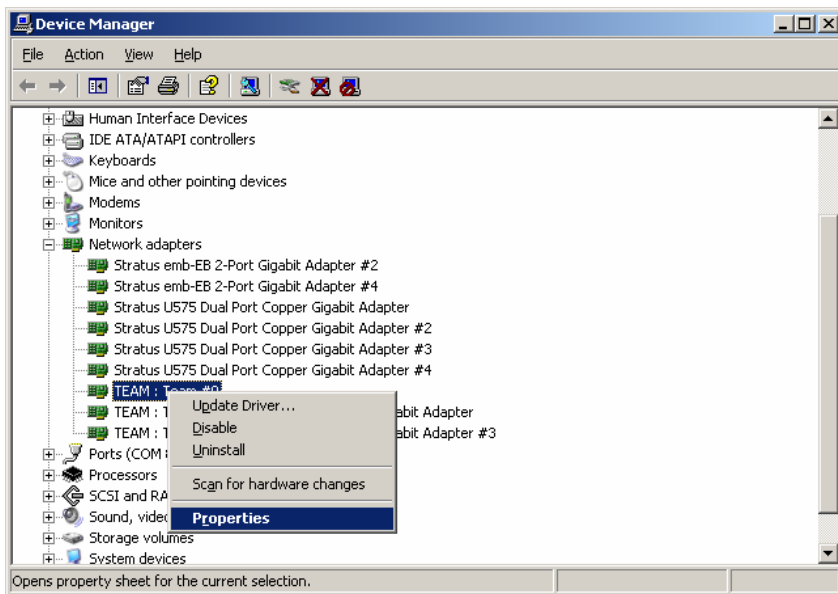 Device Manager
File Action View Help
Human Interface Devices
IDE ATA/ATAPI controllers
Keyboards
Mice and other pointing devices
Modems
Monitors
Network adapters
Stratus emb-EB 2-Port Gigabit Adapter #2
Stratus emb-EB 2-Port Gigabit Adapter #4
Stratus U575 Dual Port Copper Gigabit Adapter
Stratus U575 Dual Port Copper Gigabit Adapter #2
Stratus U575 Dual Port Copper Gigabit Adapter #3
Stratus U575 Dual Port Copper Gigabit Adapter #4
TEAM : Team #0
TEAM : T abit Adapter
TEAM : T abit Adapter #3
Update Driver...
Disable
Uninstall
Scan for hardware changes
Properties
Ports (COM
Processors
SCSI and RA
Sound, video
Storage volumes
System devices
Opens property sheet for the current selection.